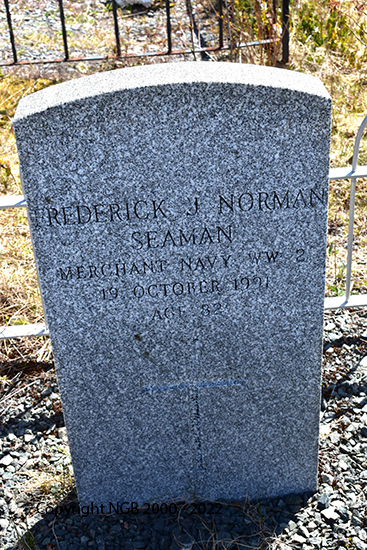 FREDERICK J NORMAN
SEAMAN
MERCHANT NAVY WW 2
19 OCTOBER 1991
AGE 82
Copyright NGB 2000 - 2022